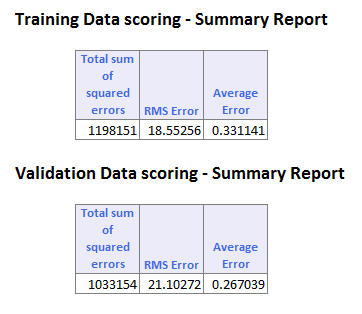 Training Data scoring - Summary Report
Total sum
of
squared
errors RMS Error Average
Error
1198151 18.55256 0.331141
Validation Data scoring - Summary Report
Total sum
of
squared
errors RMS Error Average
Error
1033154 21.10272 0.267039